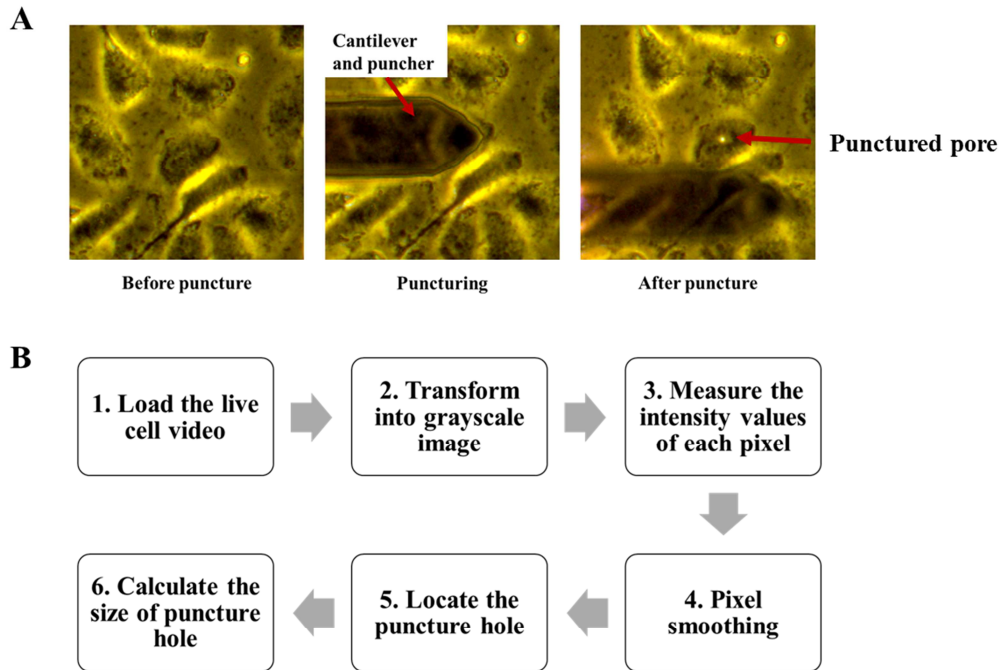 A
Cantilever
and puncher
Punctured pore
Before puncture
Puncturing
After puncture
B
1. Load the live
cell video
2. Transform
into grayscale
image
3. Measure the
intensity values
of each pixel
6. Calculate the
size of puncture
hole
5. Locate the
puncture hole
4. Pixel
smoothing